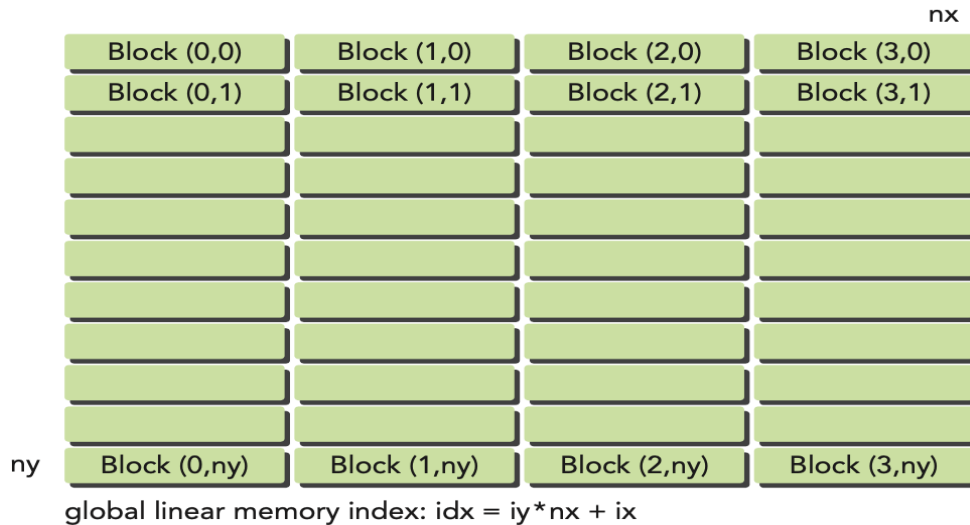 nx
Block (0,0) Block (1,0) Block (2,0) Block (3,0)
Block (0,1) Block (1,1) Block (2,1) Block (3,1)
ny Block (0,ny) Block (1,ny) Block (2,ny) Block (3,ny)
global linear memory index: idx = iy*nx + ix